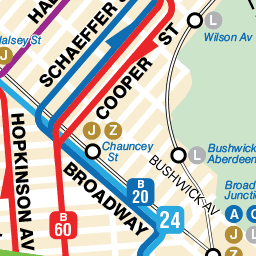 HA
Halsey St
J
SCHAEFFER S
COOPER ST
L
Wilson Av
J Z
Chauncey
St
L
Bushwick
Aberdeen
BUSHWICK AV
HOPKINSON AV
BROADWAY
B
20
24
B
60
Broad
Junctio
A C
J